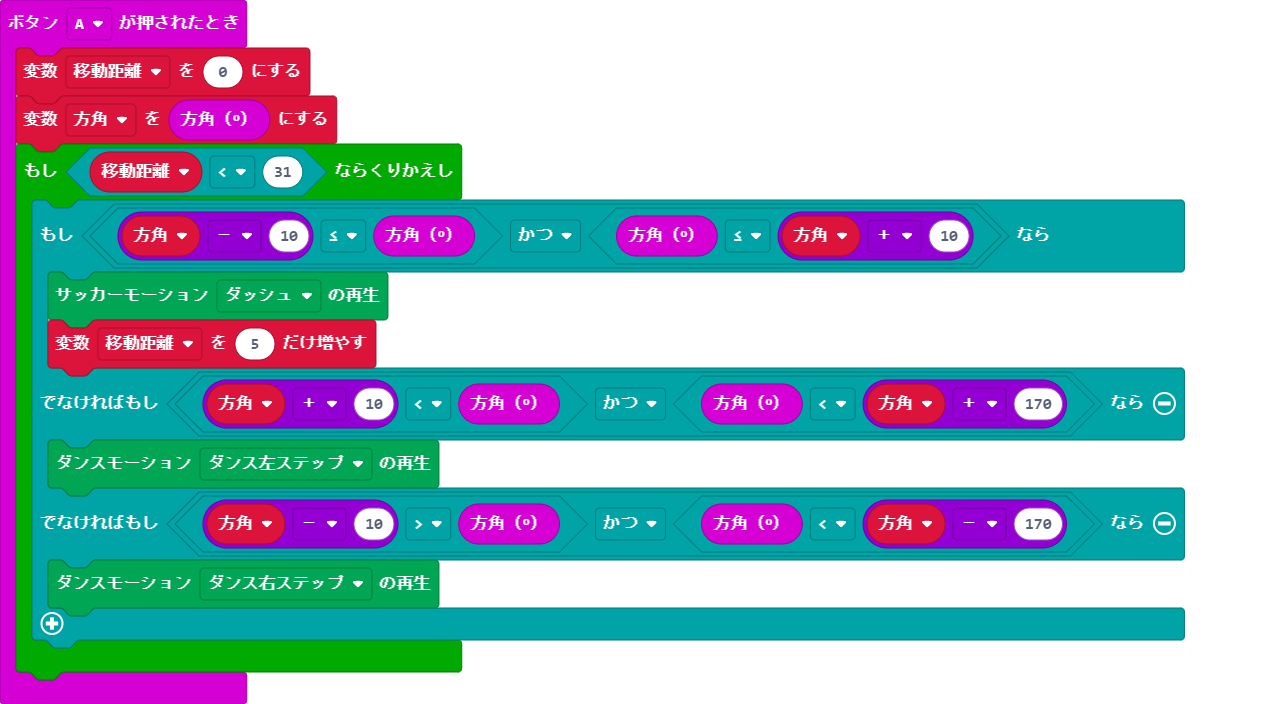 ボタン A が押されたとき
変数 移動距離 を 0 にする
変数 方角 を 方角（°） にする
もし 移動距離 < 31 ならくりかえし
もし 方角 - 10 ≤ 方角（°） かつ 方角（°） ≤ 方角 + 10 なら
サッカーモーション ダッシュ の再生
変数 移動距離 を 5 だけ増やす
でなければもし 方角 + 10 < 方角（°） かつ 方角（°） < 方角 + 170 なら
ダンスモーション ダンス左ステップ の再生
でなければもし 方角 - 10 > 方角（°） かつ 方角（°） < 方角 - 170 なら
ダンスモーション ダンス右ステップ の再生